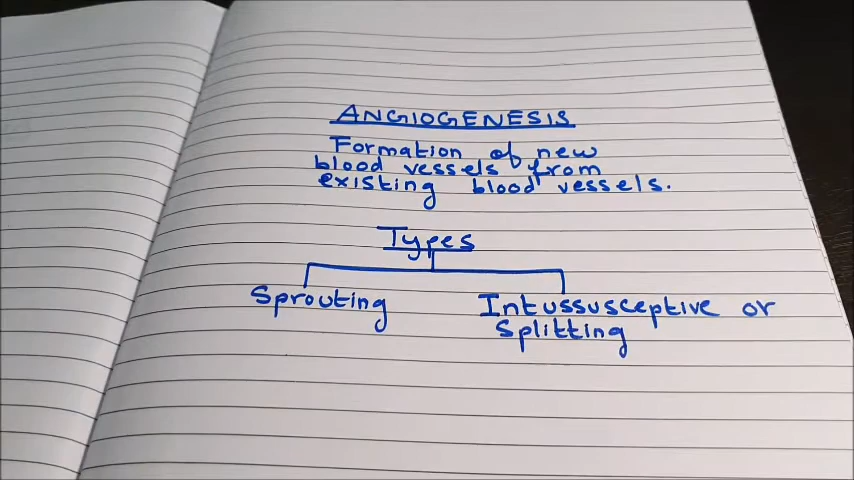 ANGIOGENESIS
Formation of new
blood vessels from
existing blood vessels.
Types
Sprouting
Intussusceptive or
Splitting